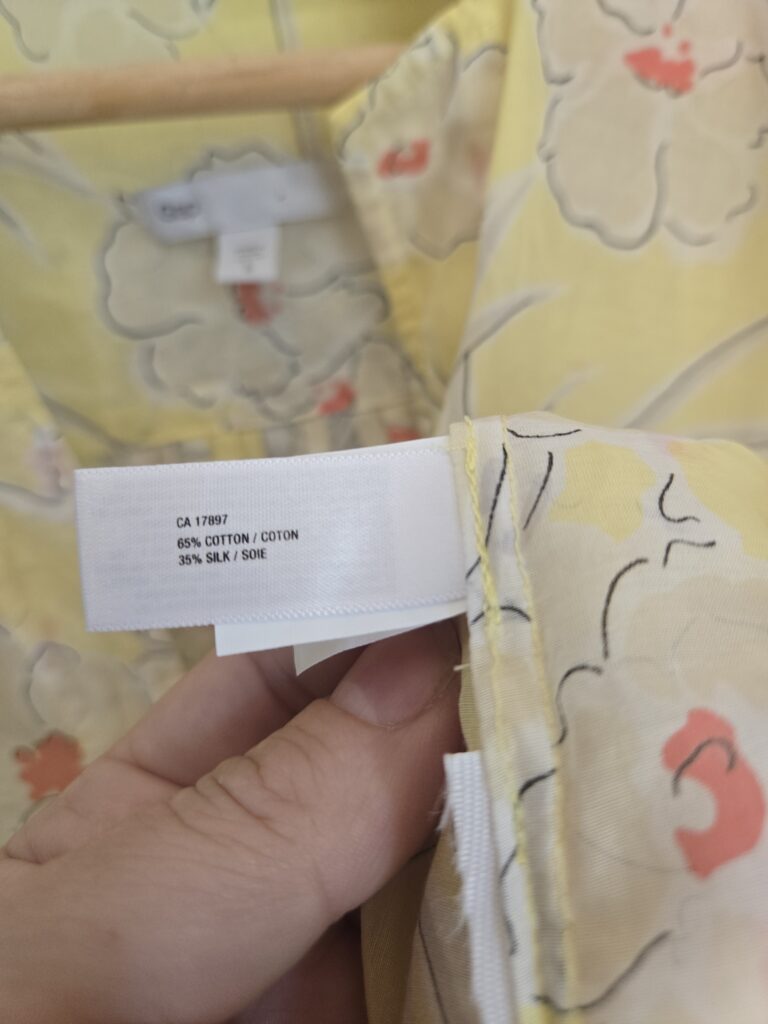 CA 17897
65% COTTON / COTON
35% SILK / SOIE